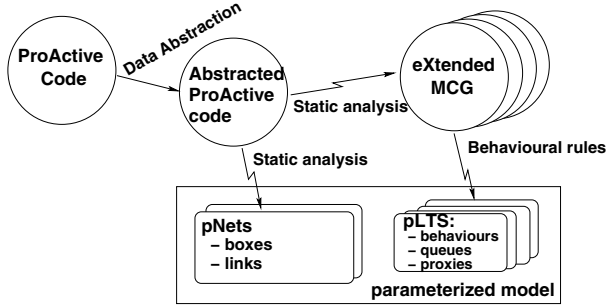 ProActive
Code
Data Abstraction
Abstracted
ProActive
code
Static analysis
eXtended
MCG
Static analysis
Behavioural rules
pNets
– boxes
– links
pLTS:
– behaviours
– queues
– proxies
parameterized model